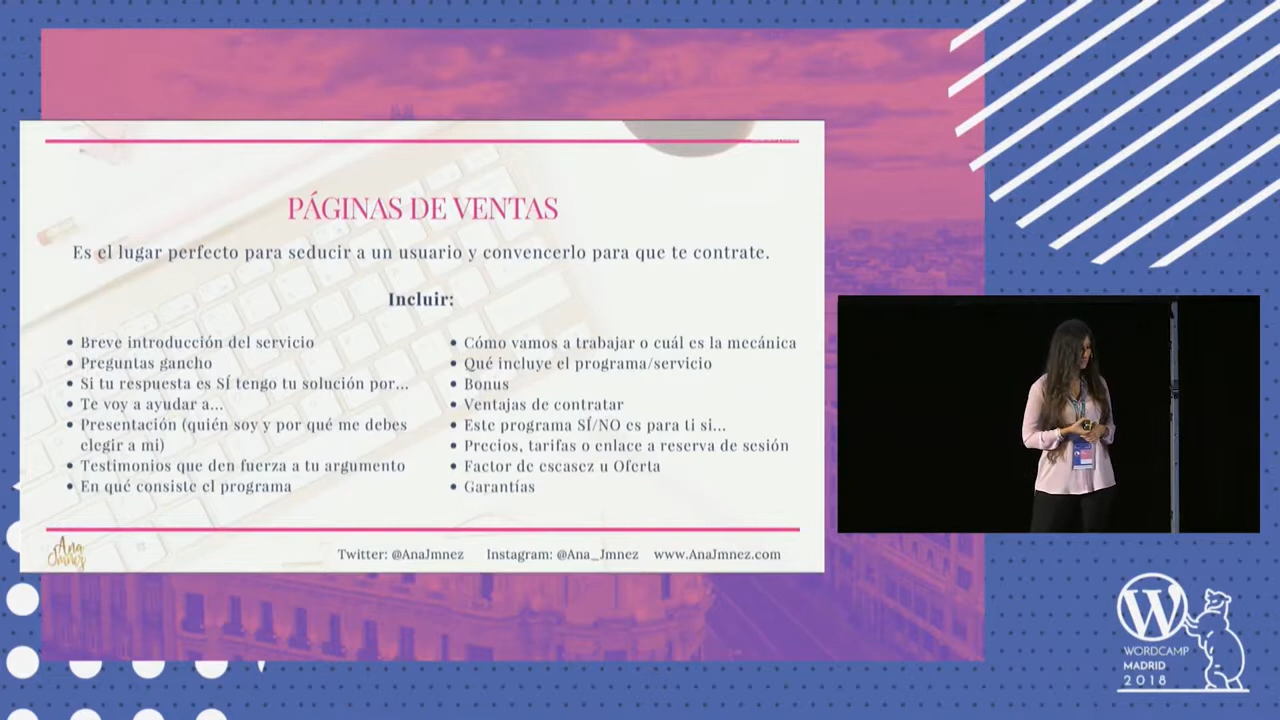 PÁGINAS DE VENTAS
Es el lugar perfecto para seducir a un usuario y convencerlo para que te contrate.
Incluir:
• Breve introducción del servicio
• Preguntas gancho
• Si tu respuesta es SÍ tengo tu solución por...
• Te voy a ayudar a...
• Presentación (quién soy y por qué me debes
elegir a mi)
• Testimonios que den fuerza a tu argumento
• En qué consiste el programa
• Cómo vamos a trabajar o cuál es la mecánica
• Qué incluye el programa/servicio
• Bonus
• Ventajas de contratar
• Este programa SÍ/NO es para ti si...
• Precios, tarifas o enlace a reserva de sesión
• Factor de escasez u Oferta
• Garantías
Ana
Jmnez
Twitter: @AnaJmnez Instagram: @Ana_Jmnez www.AnaJmnez.com
W
WORDCAMP
MADRID
2018